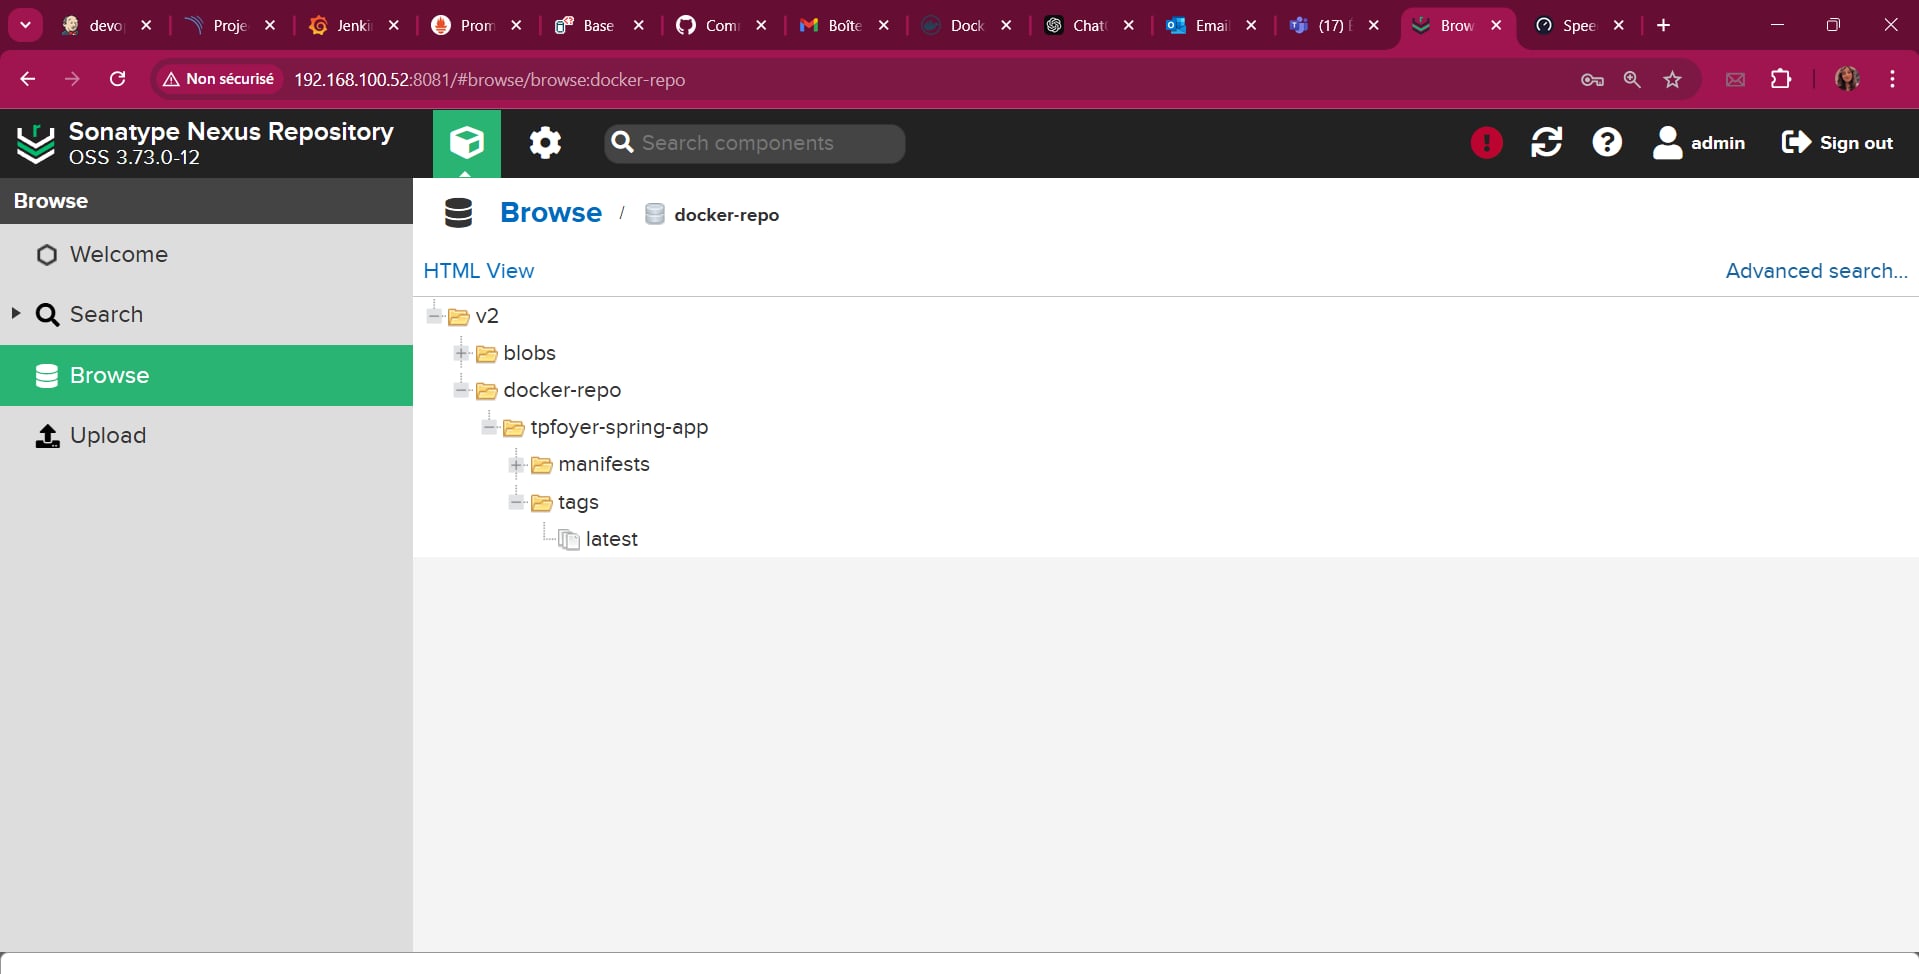 devop
Proje
Jenki
Prom
Base
Com
Boîte
Dock
Chat
Email
(17)
Brow
Spee
Non sécurisé
192.168.100.52:8081/#browse/browse:docker-repo
Sonatype Nexus Repository
OSS 3.73.0-12
Search components
admin
Sign out
Browse
Welcome
Search
Browse
Upload
Browse / docker-repo
HTML View
Advanced search...
v2
blobs
docker-repo
tpfoyer-spring-app
manifests
tags
latest